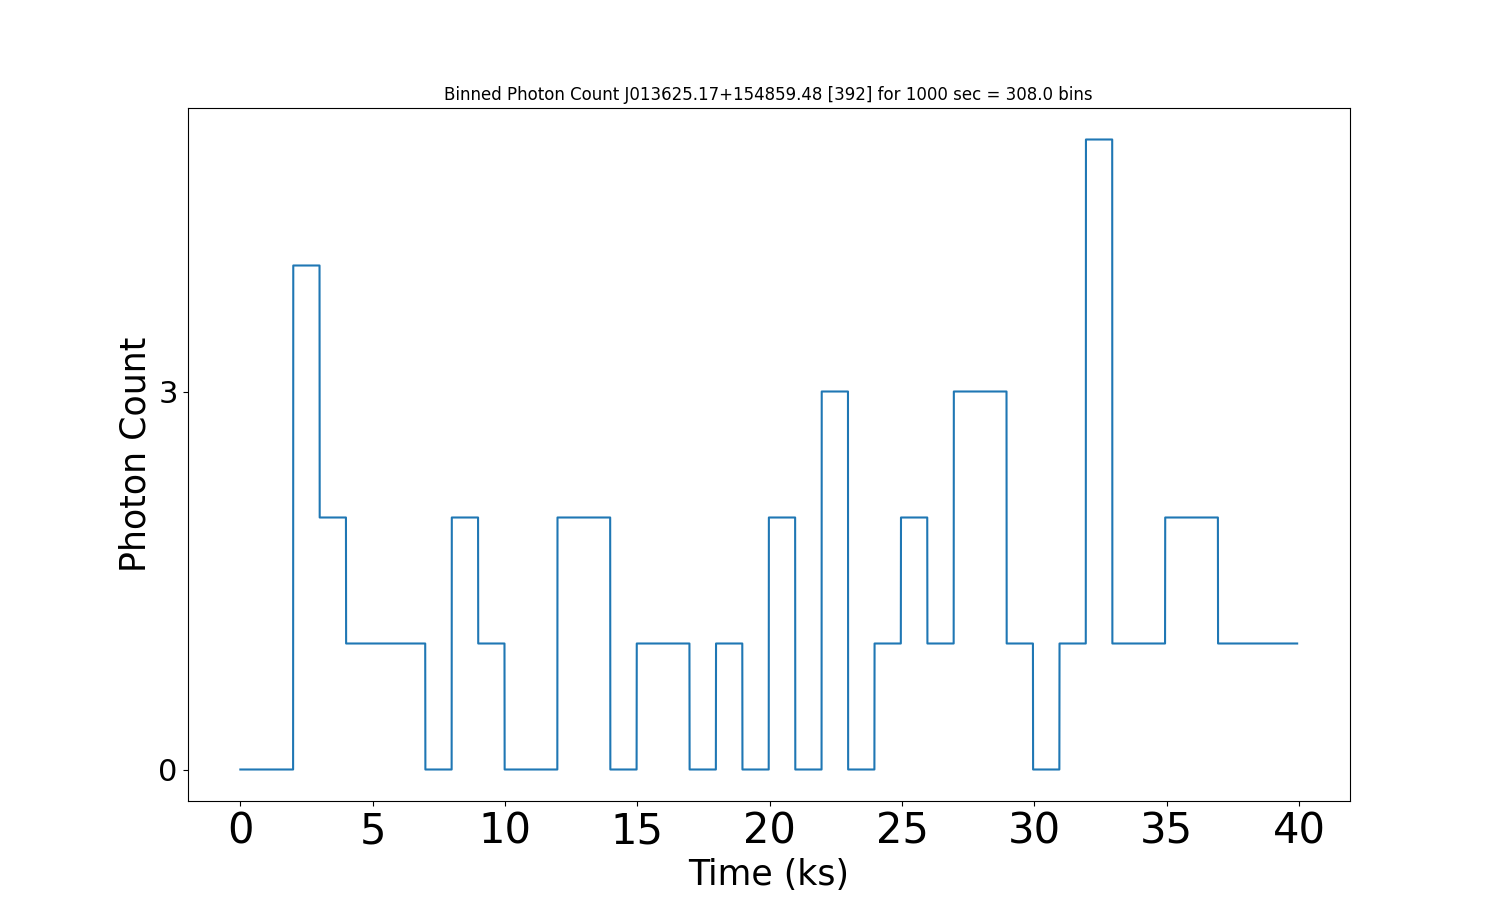 Binned Photon Count J013625.17+154859.48 [392] for 1000 sec = 308.0 bins
Photon Count
3
0
0 5 10 15 20 25 30 35 40
Time (ks)